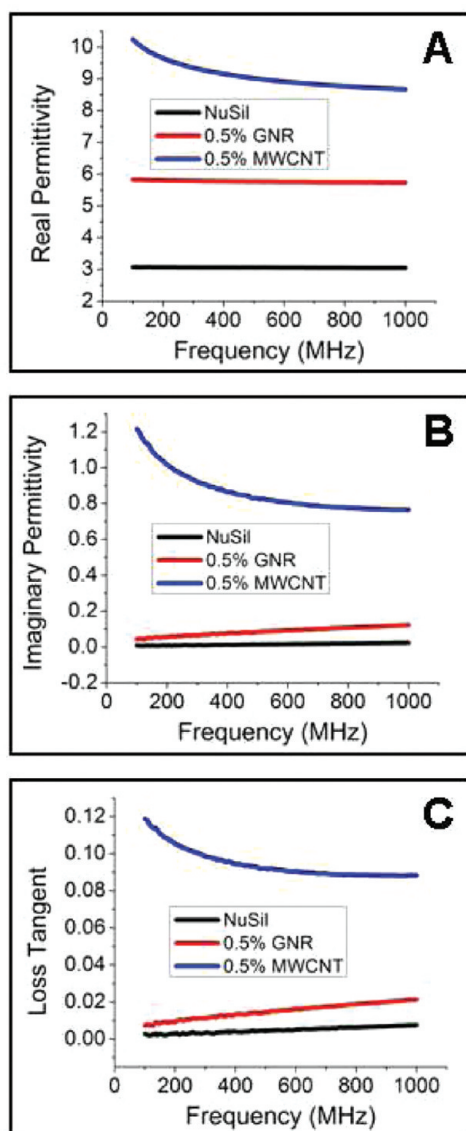 A
Real Permittivity
11
10
9
8
7
6
5
4
3
2
NuSil
0.5% GNR
0.5% MWCNT
0 200 400 600 800 1000
Frequency (MHz)
B
Imaginary Permittivity
1.2
1.0
0.8
0.6
0.4
0.2
0.0
-0.2
NuSil
0.5% GNR
0.5% MWCNT
0 200 400 600 800 1000
Frequency (MHz)
C
Loss Tangent
0.12
0.10
0.08
0.06
0.04
0.02
0.00
NuSil
0.5% GNR
0.5% MWCNT
0 200 400 600 800 1000
Frequency (MHz)